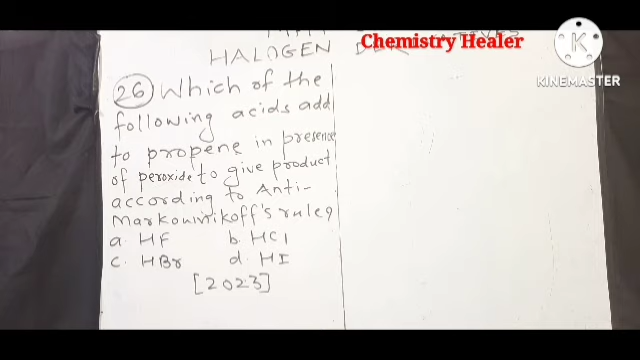 Chemistry Healer
HALOGEN
K
KINEMASTER
26 Which of the
following acids add
to propene in presence
of peroxide to give product
according to Anti-
Markouinikoff's rule?
a. HF b. HCl
c. HBr d. HI
[2023]